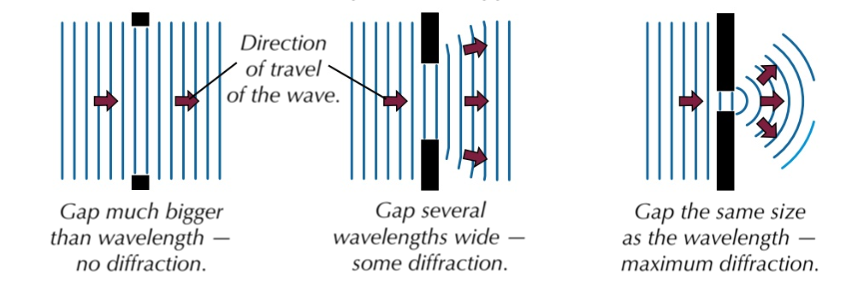 Direction
of travel
of the wave.
Gap much bigger
than wavelength —
no diffraction.
Gap several
wavelengths wide —
some diffraction.
Gap the same size
as the wavelength —
maximum diffraction.